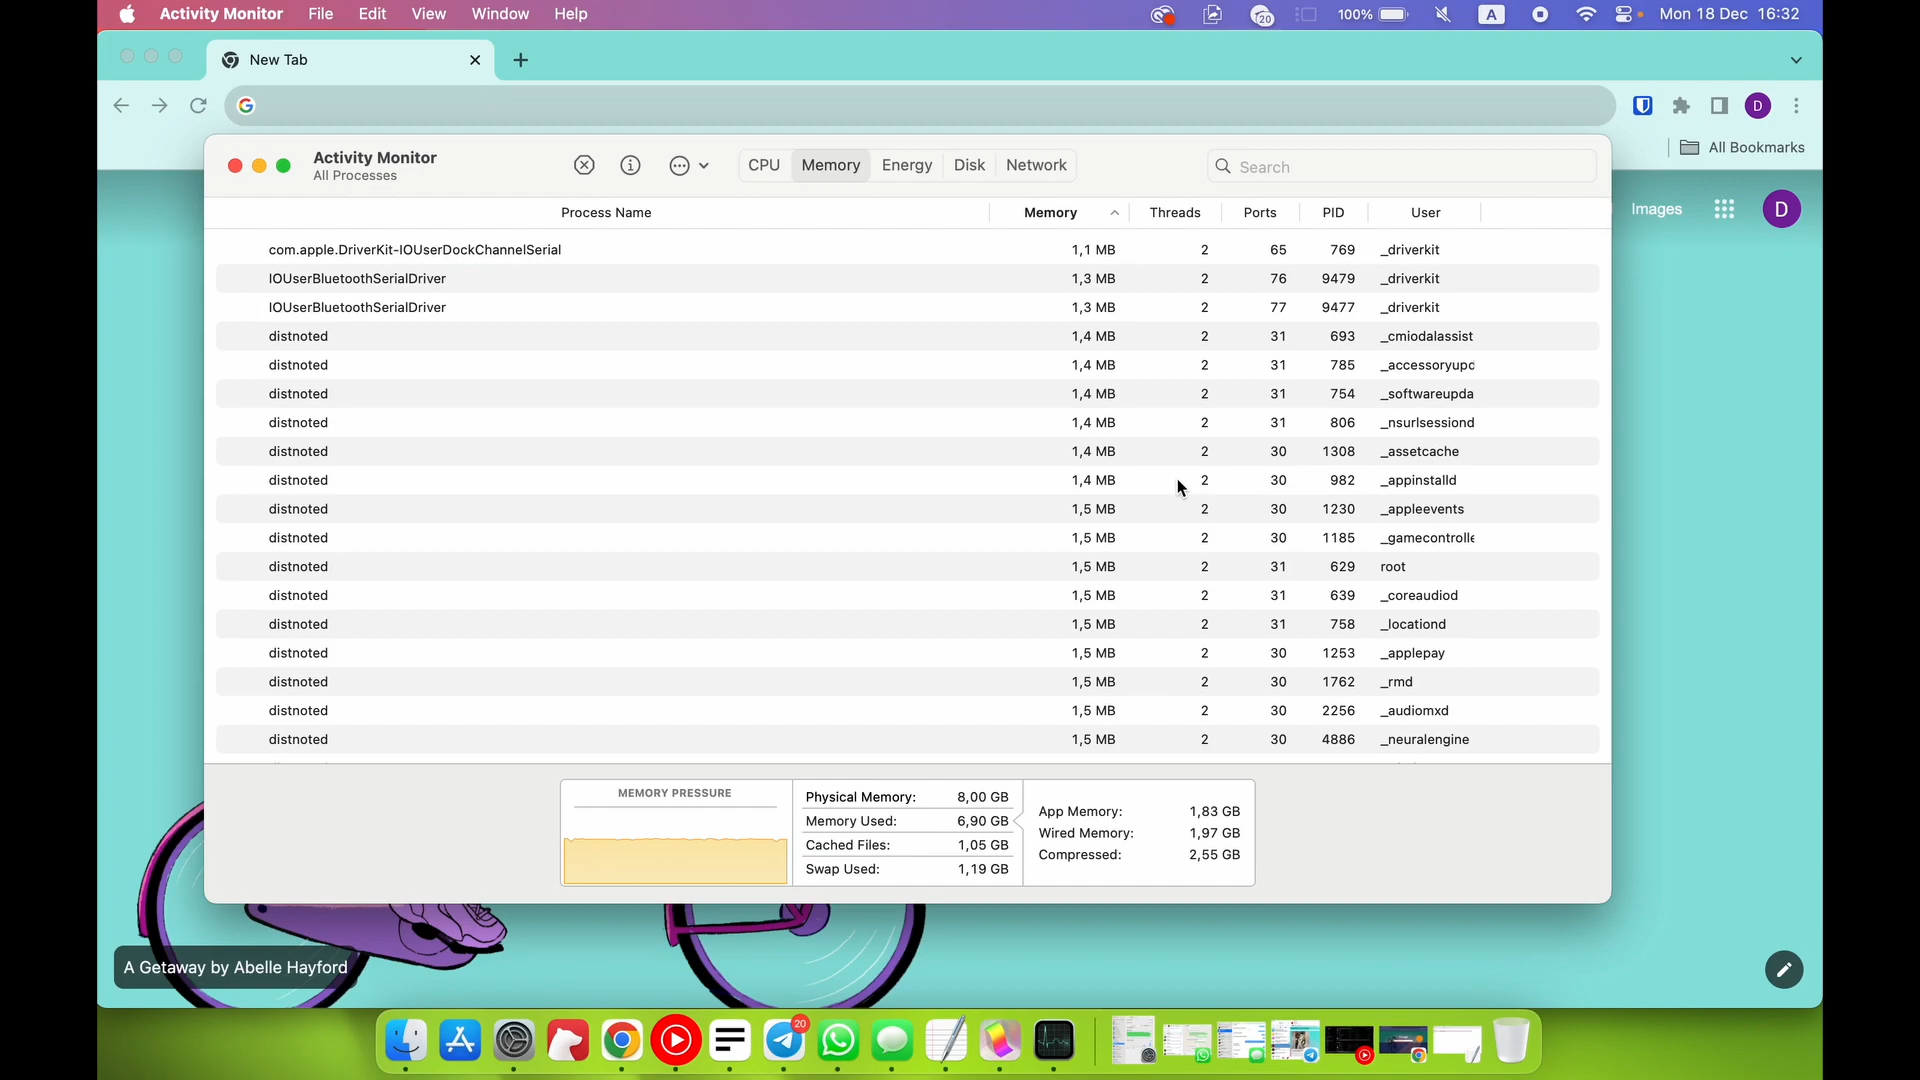 Activity Monitor File Edit View Window Help 20 100% A Mon 18 Dec 16:32
New Tab
G D
All Bookmarks
Activity Monitor
All Processes
CPU Memory Energy Disk Network Search
Images D
Process Name Memory Threads Ports PID User
com.apple.DriverKit-IOUserDockChannelSerial 1,1 MB 2 65 769 _driverkit
IOUserBluetoothSerialDriver 1,3 MB 2 76 9479 _driverkit
IOUserBluetoothSerialDriver 1,3 MB 2 77 9477 _driverkit
distnoted 1,4 MB 2 31 693 _cmiodalassist
distnoted 1,4 MB 2 31 785 _accessoryupd
distnoted 1,4 MB 2 31 754 _softwareupda
distnoted 1,4 MB 2 31 806 _nsurlsessiond
distnoted 1,4 MB 2 30 1308 _assetcache
distnoted 1,4 MB 2 30 982 _appinstalld
distnoted 1,5 MB 2 30 1230 _appleevents
distnoted 1,5 MB 2 30 1185 _gamecontrolle
distnoted 1,5 MB 2 31 629 root
distnoted 1,5 MB 2 31 639 _coreaudiod
distnoted 1,5 MB 2 31 758 _locationd
distnoted 1,5 MB 2 30 1253 _applepay
distnoted 1,5 MB 2 30 1762 _rmd
distnoted 1,5 MB 2 30 2256 _audiomxd
distnoted 1,5 MB 2 30 4886 _neuralengine
MEMORY PRESSURE
Physical Memory: 8,00 GB
Memory Used: 6,90 GB
Cached Files: 1,05 GB
Swap Used: 1,19 GB
App Memory: 1,83 GB
Wired Memory: 1,97 GB
Compressed: 2,55 GB
A Getaway by Abelle Hayford
20